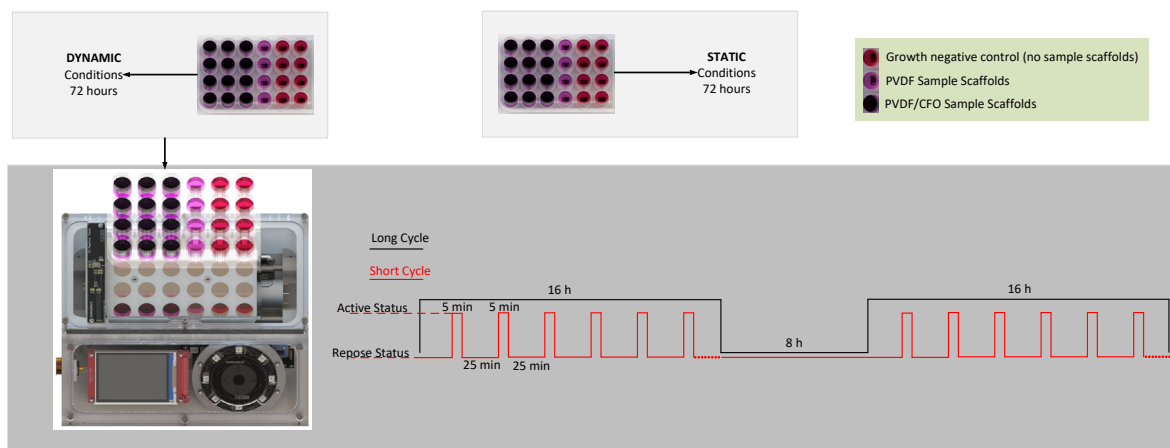 DYNAMIC
Conditions
72 hours
STATIC
Conditions
72 hours
Growth negative control (no sample scaffolds)
PVDF Sample Scaffolds
PVDF/CFO Sample Scaffolds
Long Cycle
Short Cycle
16 h
16 h
Active Status
5 min
5 min
8 h
Repose Status
25 min
25 min